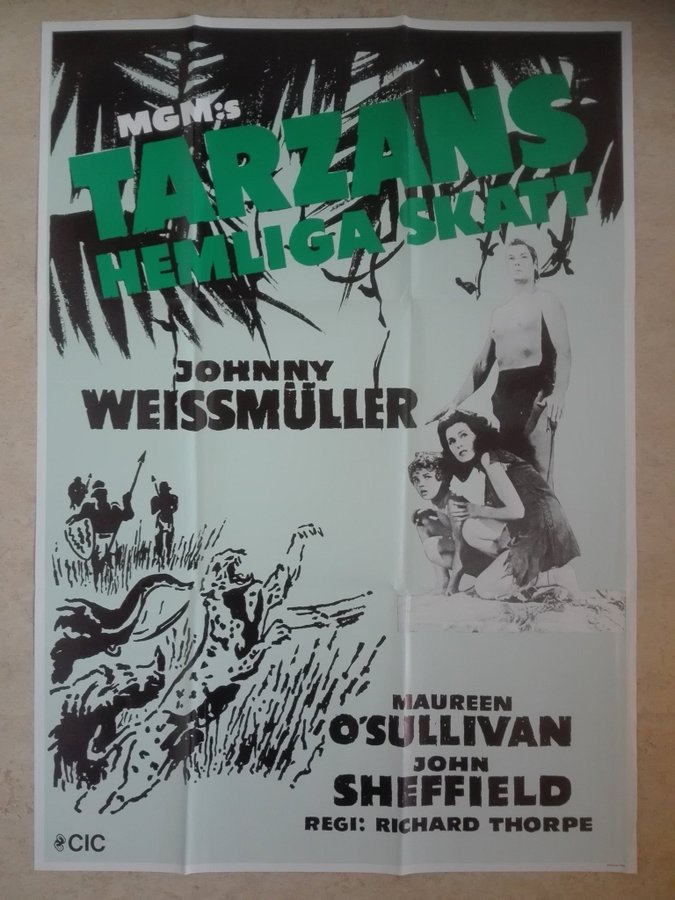 MGM:s
TARZANS
HEMLIGA SKATT
JOHNNY
WEISSMÜLLER
MAUREEN
O'SULLIVAN
JOHN
SHEFFIELD
REGI: RICHARD THORPE
CIC